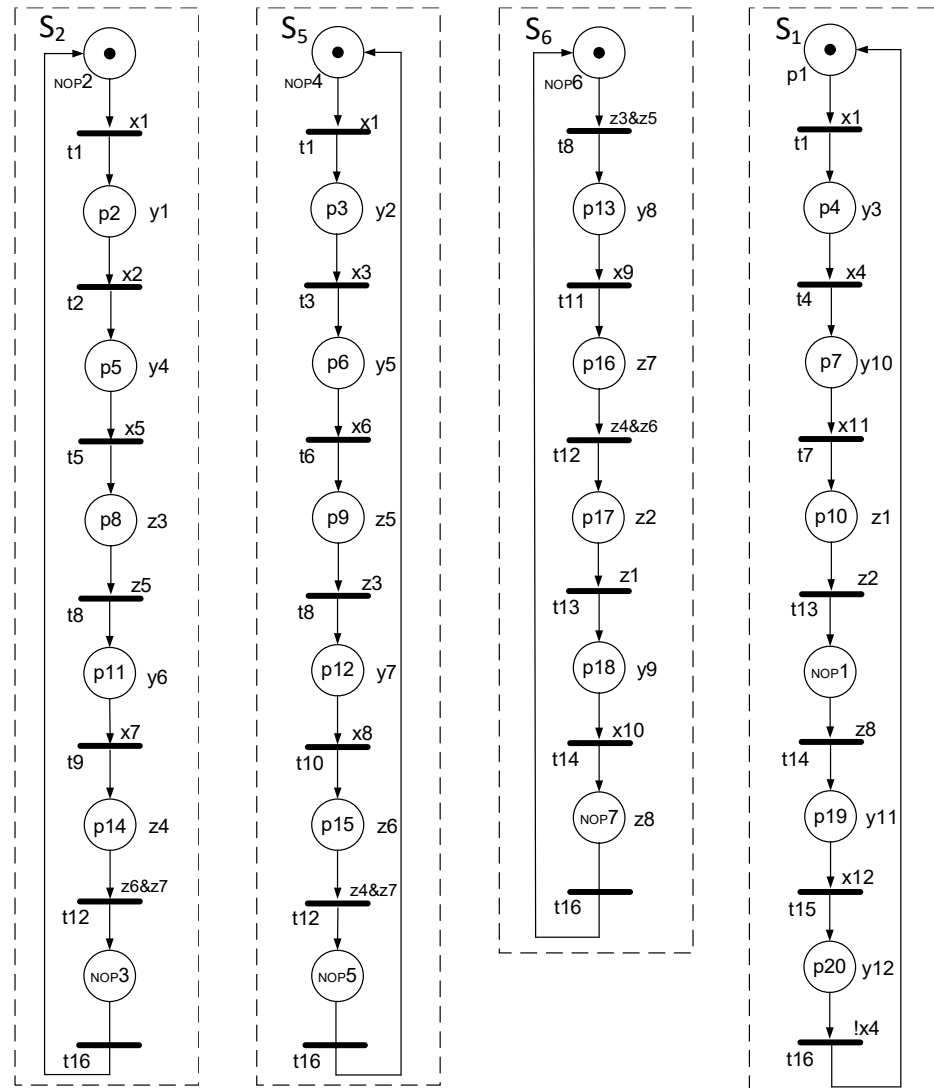 S2
NOP2
x1
t1
p2
y1
x2
t2
p5
y4
x5
t5
p8
z3
z5
t8
p11
y6
x7
t9
p14
z4
z6&z7
t12
NOP3
t16
S5
NOP4
x1
t1
p3
y2
x3
t3
p6
y5
x6
t6
p9
z5
z3
t8
p12
y7
x8
t10
p15
z6
z4&z7
t12
NOP5
t16
S6
NOP6
z3&z5
t8
p13
y8
x9
t11
p16
z7
z4&z6
t12
p17
z2
z1
t13
p18
y9
x10
t14
NOP7
z8
t16
S1
p1
x1
t1
p4
y3
x4
t4
p7
y10
x11
t7
p10
z1
z2
t13
NOP1
z8
t14
p19
y11
x12
t15
p20
y12
!x4
t16